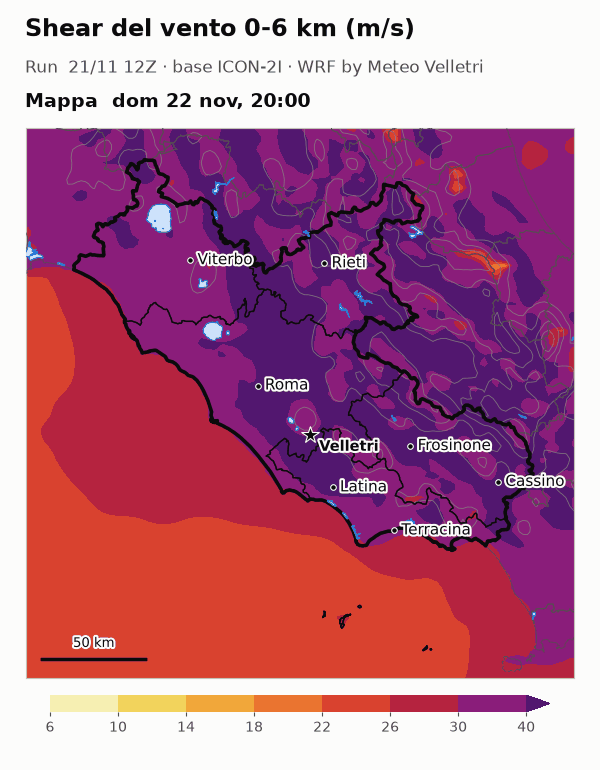 Shear del vento 0-6 km (m/s)
Run 21/11 12Z · base ICON-2I · WRF by Meteo Velletri
Mappa dom 22 nov, 20:00
Viterbo
Rieti
Roma
Velletri
Frosinone
Latina
Cassino
Terracina
50 km
6 10 14 18 22 26 30 40